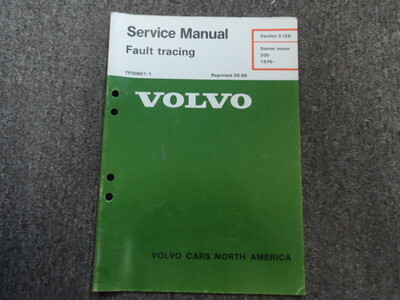 Service Manual
Fault tracing
Section 3 (33)
Starter motor
200
1975–
TP30867/1
Reprinted 09.88
VOLVO
VOLVO CARS NORTH AMERICA